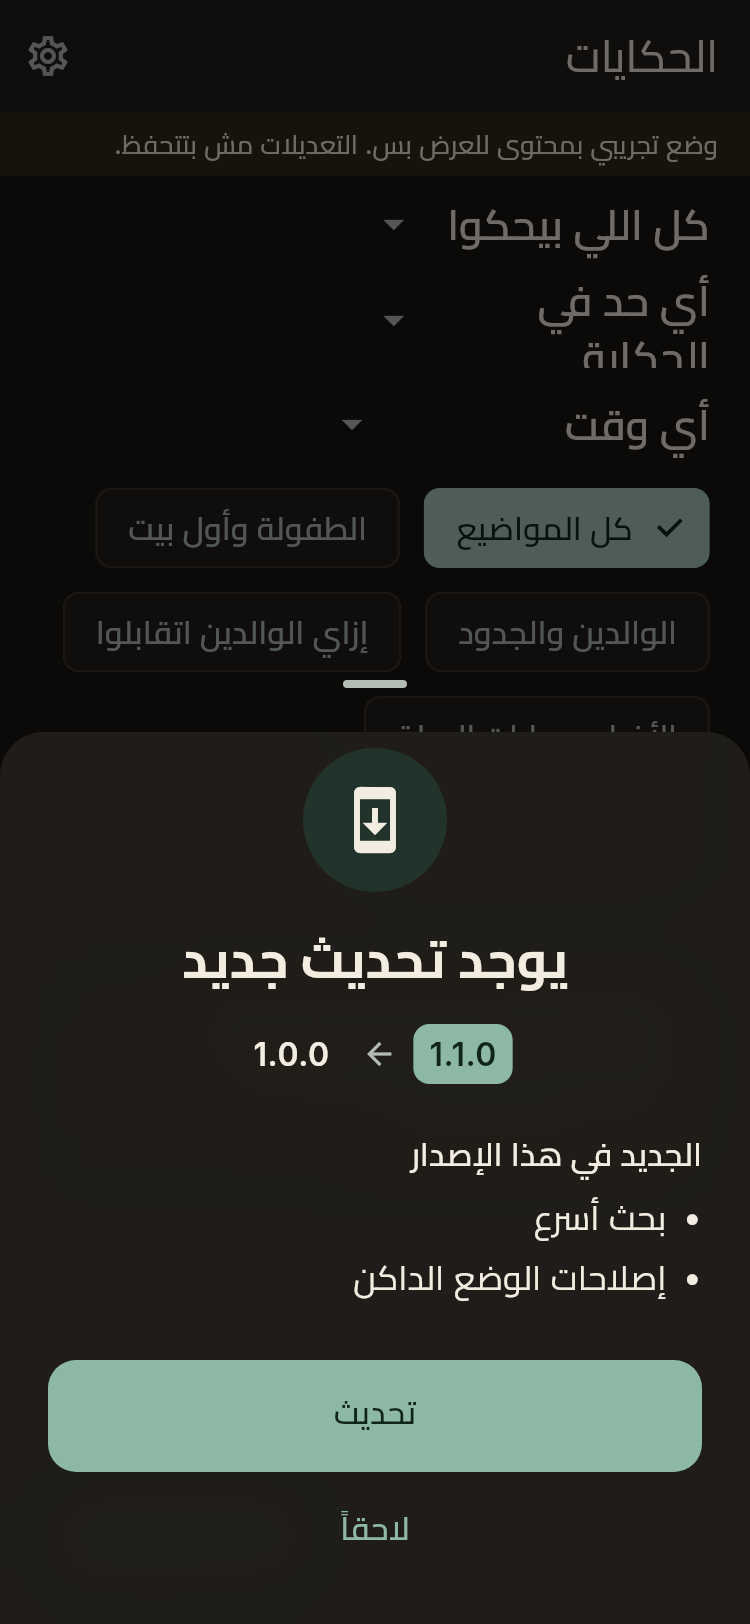 الحكايات
وضع تجريبي بمحتوى للعرض بس. التعديلات مش بتتحفظ.
كل اللي بيحكوا
أي حد في
الحكاية
أي وقت
كل المواضيع
الطفولة وأول بيت
الوالدين والجدود
إزاي الوالدين اتقابلوا
يوجد تحديث جديد
1.1.0 ← 1.0.0
الجديد في هذا الإصدار
• بحث أسرع
• إصلاحات الوضع الداكن
تحديث
لاحقاً